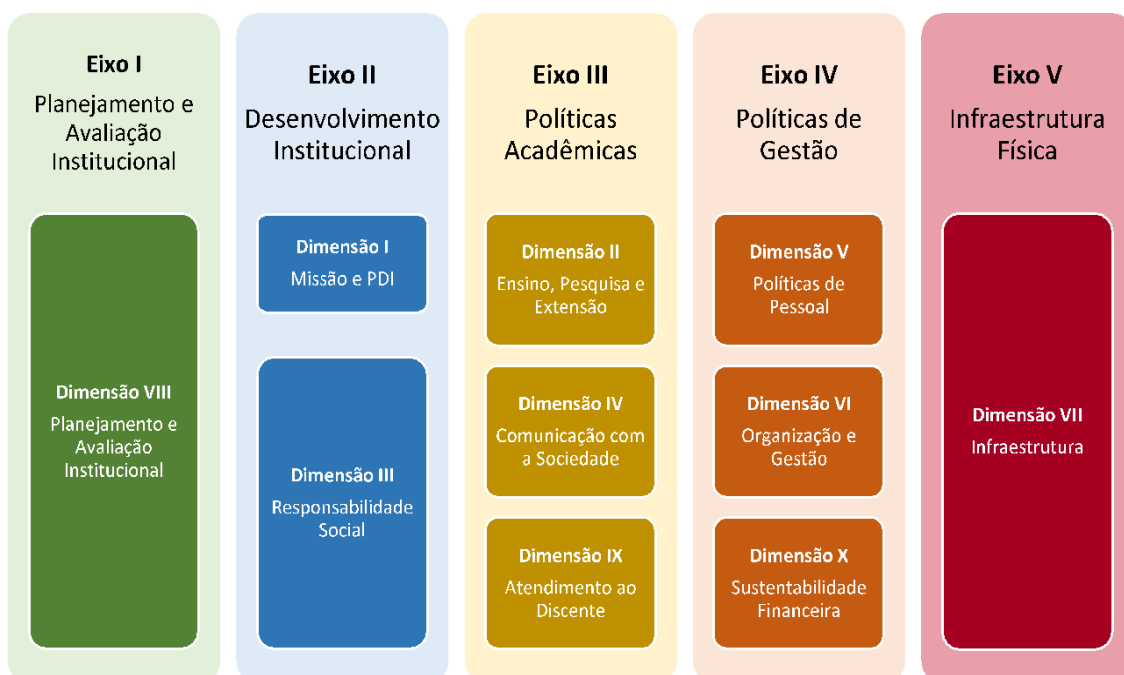 Eixo I
Planejamento e
Avaliação
Institucional
Dimensão VIII
Planejamento e
Avaliação
Institucional
Eixo II
Desenvolvimento
Institucional
Dimensão I
Missão e PDI
Dimensão III
Responsabilidade
Social
Eixo III
Políticas
Acadêmicas
Dimensão II
Ensino, Pesquisa e
Extensão
Dimensão IV
Comunicação com
a Sociedade
Dimensão IX
Atendimento ao
Discente
Eixo IV
Políticas de
Gestão
Dimensão V
Políticas de
Pessoal
Dimensão VI
Organização e
Gestão
Dimensão X
Sustentabilidade
Financeira
Eixo V
Infraestrutura
Física
Dimensão VII
Infraestrutura